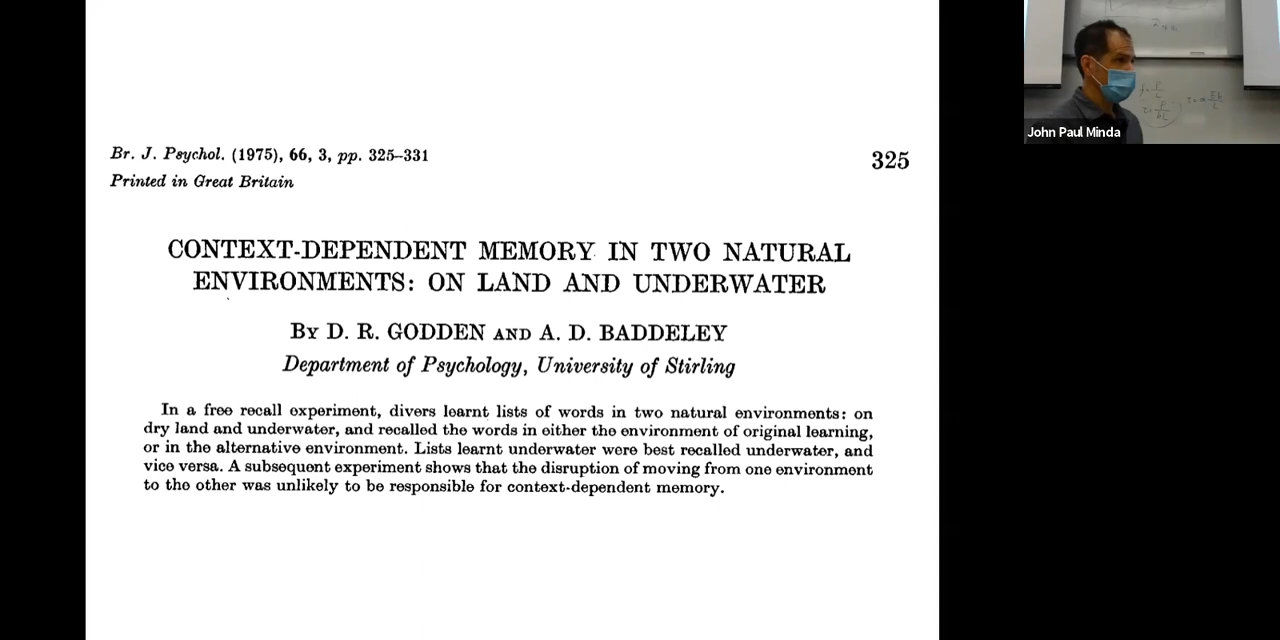 Br. J. Psychol. (1975), 66, 3, pp. 325–331
325
Printed in Great Britain
CONTEXT-DEPENDENT MEMORY IN TWO NATURAL
ENVIRONMENTS: ON LAND AND UNDERWATER
By D. R. GODDEN AND A. D. BADDELEY
Department of Psychology, University of Stirling
In a free recall experiment, divers learnt lists of words in two natural environments: on
dry land and underwater, and recalled the words in either the environment of original learning,
or in the alternative environment. Lists learnt underwater were best recalled underwater, and
vice versa. A subsequent experiment shows that the disruption of moving from one environment
to the other was unlikely to be responsible for context-dependent memory.
John Paul Minda